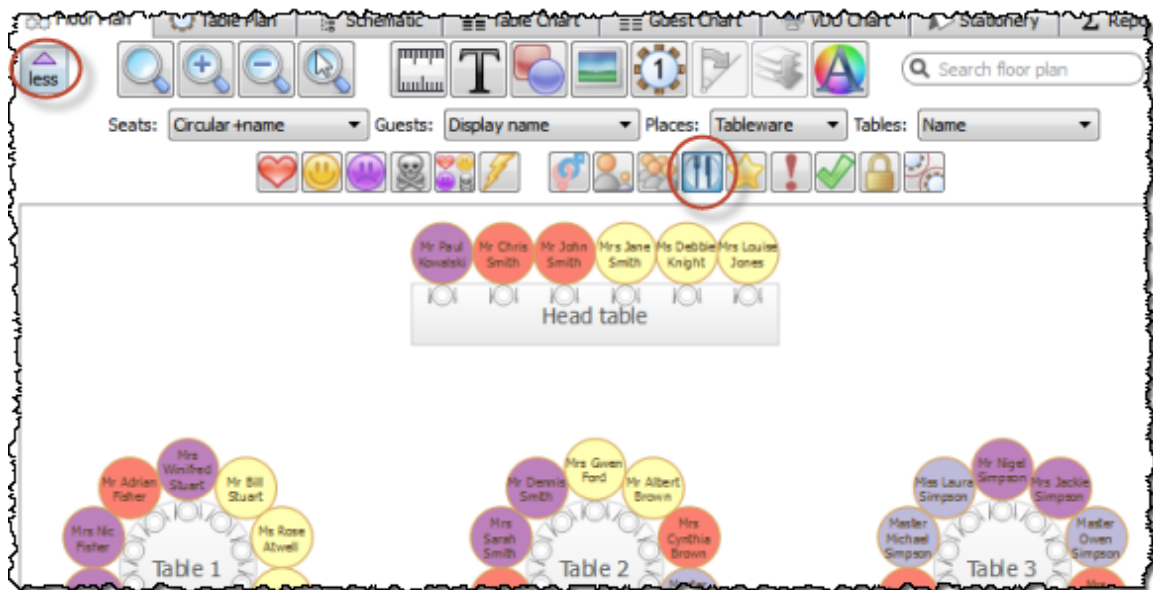 Floor Plan Table Plan Schematic Table Chart Guest Chart VDU Chart Stationery Repo
less T 1 A Search floor plan
Seats: Circular +name Guests: Display name Places: Tableware Tables: Name
Mr Paul Kowalski
Mr Chris Smith
Mr John Smith
Mrs Jane Smith
Ms Debbie Knight
Mrs Louise Jones
Head table
Mrs Winifred Stuart
Mr Adrian Fisher
Mr Bill Stuart
Mrs Nic Fisher
Ms Rose Atwell
Table 1
Mrs Gwen Ford
Mr Dennis Smith
Mr Albert Brown
Mrs Sarah Smith
Mrs Cynthia Brown
Master
Table 2
Mr Nigel Simpson
Miss Laura Simpson
Mrs Jackie Simpson
Master Michael Simpson
Master Owen Simpson
Mrs
Table 3